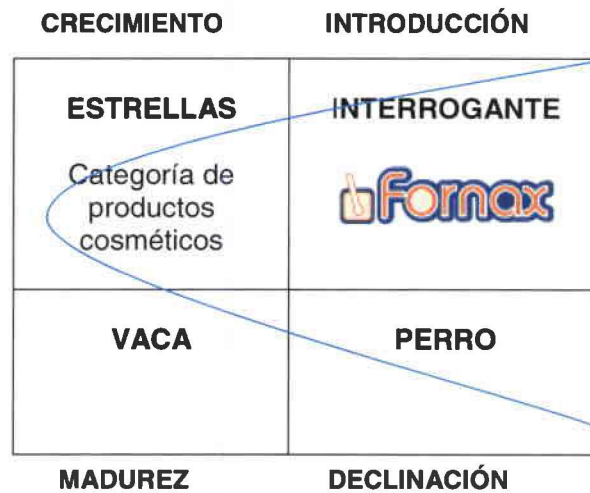 CRECIMIENTO INTRODUCCIÓN
ESTRELLAS INTERROGANTE
Categoría de
productos
cosméticos
Fornax
VACA PERRO
MADUREZ DECLINACIÓN